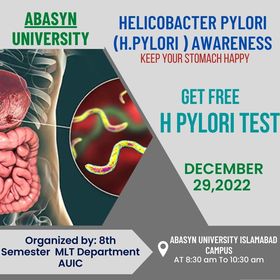 ABASYN
UNIVERSITY
HELICOBACTER PYLORI
(H.PYLORI ) AWARENESS
KEEP YOUR STOMACH HAPPY
GET FREE
H PYLORI TEST
DECEMBER
29,2022
Organized by: 8th
Semester MLT Department
AUIC
ABASYN UNIVERSITY ISLAMABAD
CAMPUS
AT 8:30 am To 10:30 am